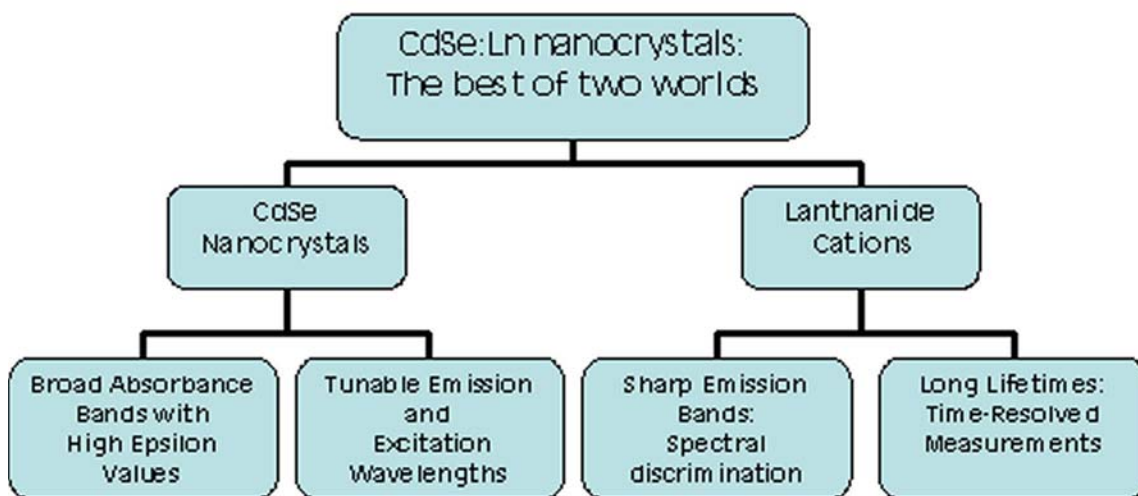 CdSe:Ln nanocrystals:
The best of two worlds
CdSe
Nanocrystals
Lanthanide
Cations
Broad Absorbance
Bands with
High Epsilon
Values
Tunable Emission
and
Excitation
Wavelengths
Sharp Emission
Bands:
Spectral
discrimination
Long Lifetimes:
Time-Resolved
Measurements